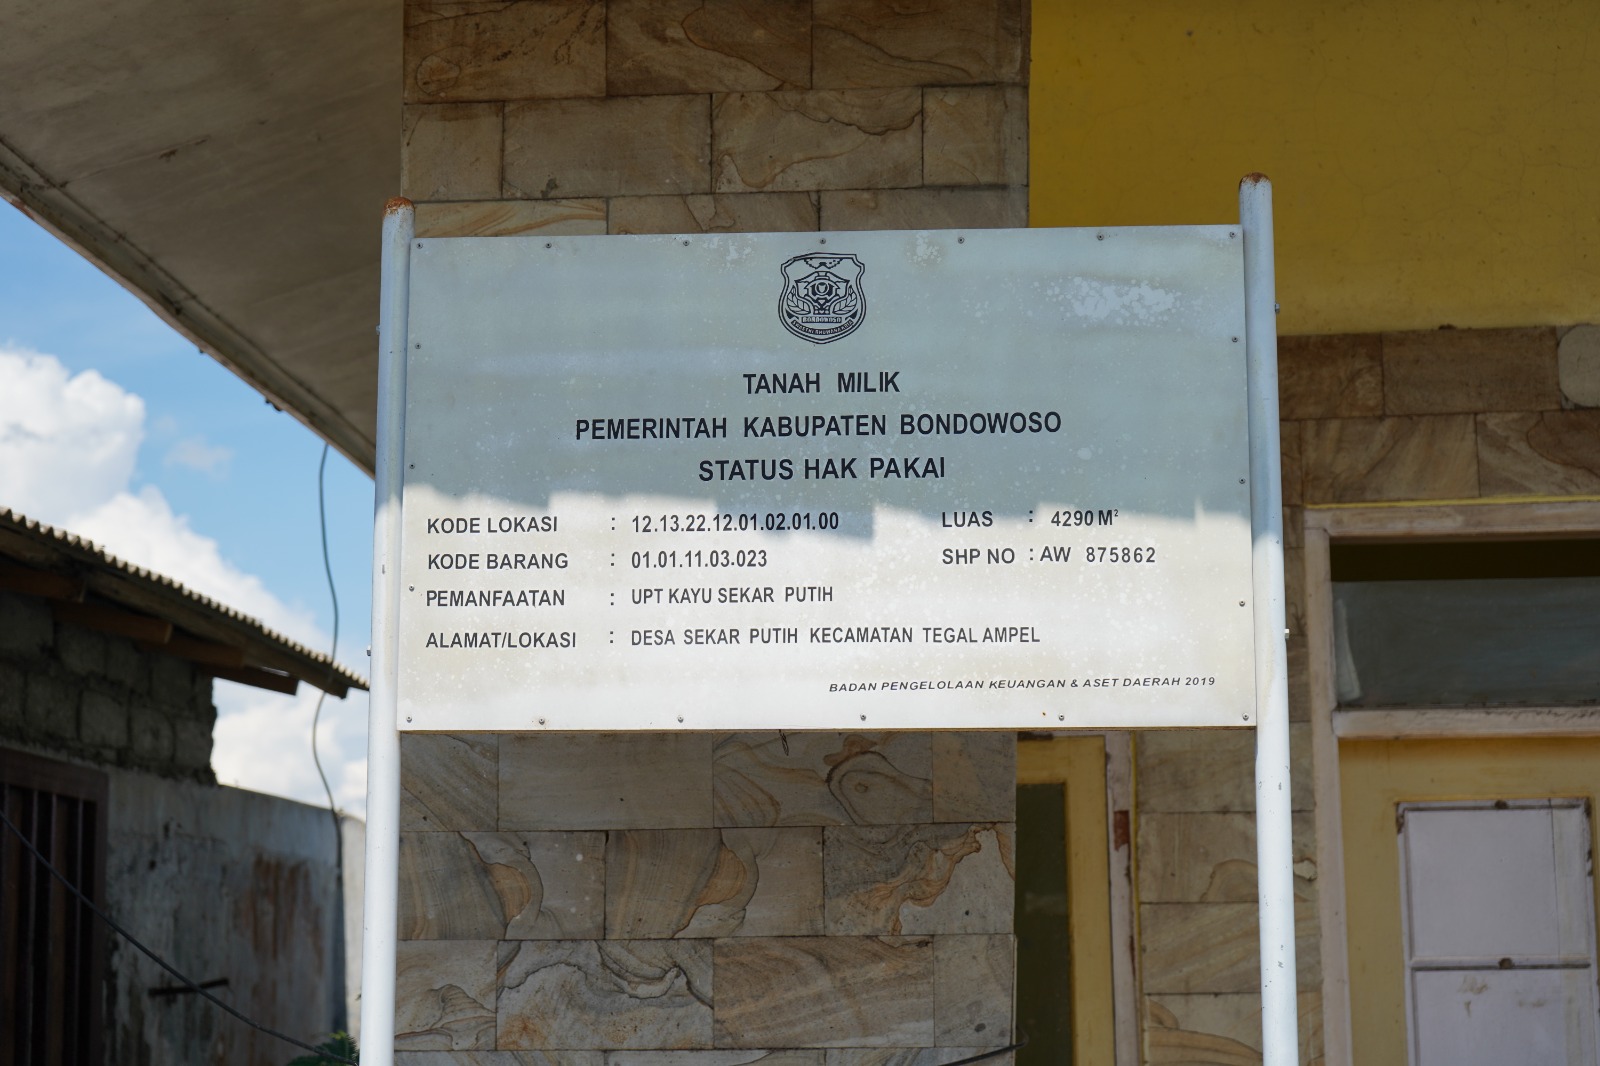 BONDOWOSO
TANAH MILIK
PEMERINTAH KABUPATEN BONDOWOSO
STATUS HAK PAKAI
KODE LOKASI : 12.13.22.12.01.02.01.00 LUAS : 4290 M²
KODE BARANG : 01.01.11.03.023 SHP NO : AW 875862
PEMANFAATAN : UPT KAYU SEKAR PUTIH
ALAMAT/LOKASI : DESA SEKAR PUTIH KECAMATAN TEGAL AMPEL
BADAN PENGELOLAAN KEUANGAN & ASET DAERAH 2019